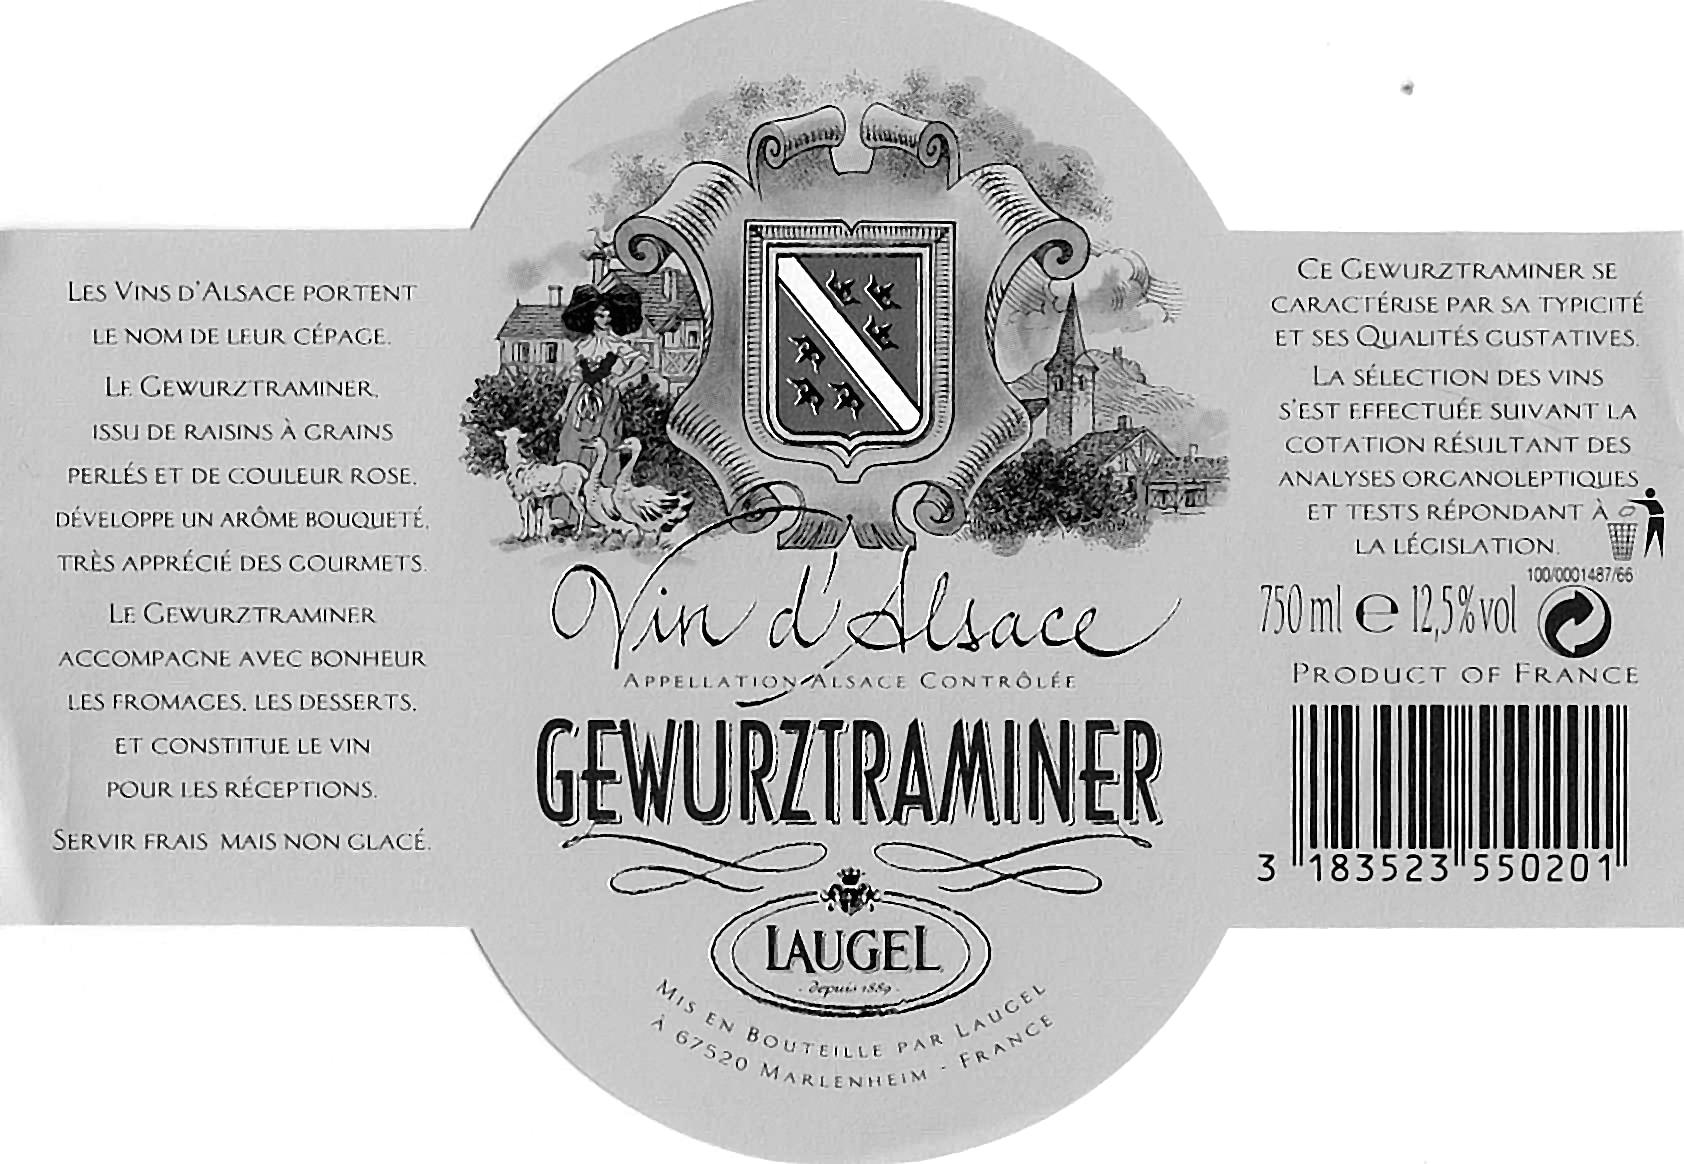 LES VINS D'ALSACE PORTENT
LE NOM DE LEUR CÉPAGE.
LE GEWURZTRAMINER,
ISSU DE RAISINS À GRAINS
PERLÉS ET DE COULEUR ROSE,
DÉVELOPPE UN ARÔME BOUQUETÉ,
TRÈS APPRÉCIÉ DES GOURMETS.
LE GEWURZTRAMINER
ACCOMPAGNE AVEC BONHEUR
LES FROMAGES, LES DESSERTS,
ET CONSTITUE LE VIN
POUR LES RÉCEPTIONS.
SERVIR FRAIS MAIS NON GLACÉ.
Vin d'Alsace
APPELLATION ALSACE CONTRÔLÉE
GEWURZTRAMINER
LAUGEL
- depuis 1889 -
MIS EN BOUTEILLE PAR LAUGEL
À 67520 MARLENHEIM - FRANCE
CE GEWURZTRAMINER SE
CARACTÉRISE PAR SA TYPICITÉ
ET SES QUALITÉS GUSTATIVES.
LA SÉLECTION DES VINS
S'EST EFFECTUÉE SUIVANT LA
COTATION RÉSULTANT DES
ANALYSES ORGANOLEPTIQUES
ET TESTS RÉPONDANT À
LA LÉGISLATION.
100/0001487/66
750 ml e 12,5% vol
PRODUCT OF FRANCE
3 183523 550201